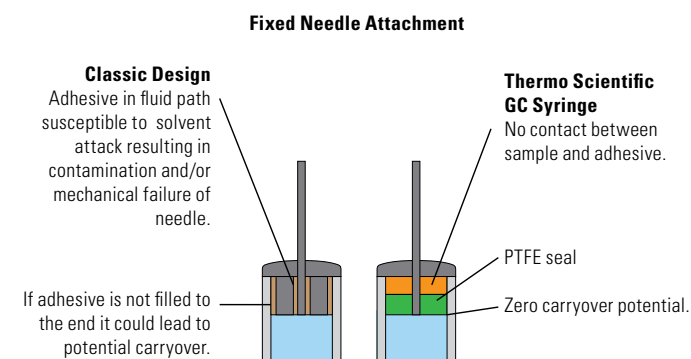 Fixed Needle Attachment
Classic Design
Adhesive in fluid path
susceptible to solvent
attack resulting in
contamination and/or
mechanical failure of
needle.
If adhesive is not filled to
the end it could lead to
potential carryover.
Thermo Scientific
GC Syringe
No contact between
sample and adhesive.
PTFE seal
Zero carryover potential.